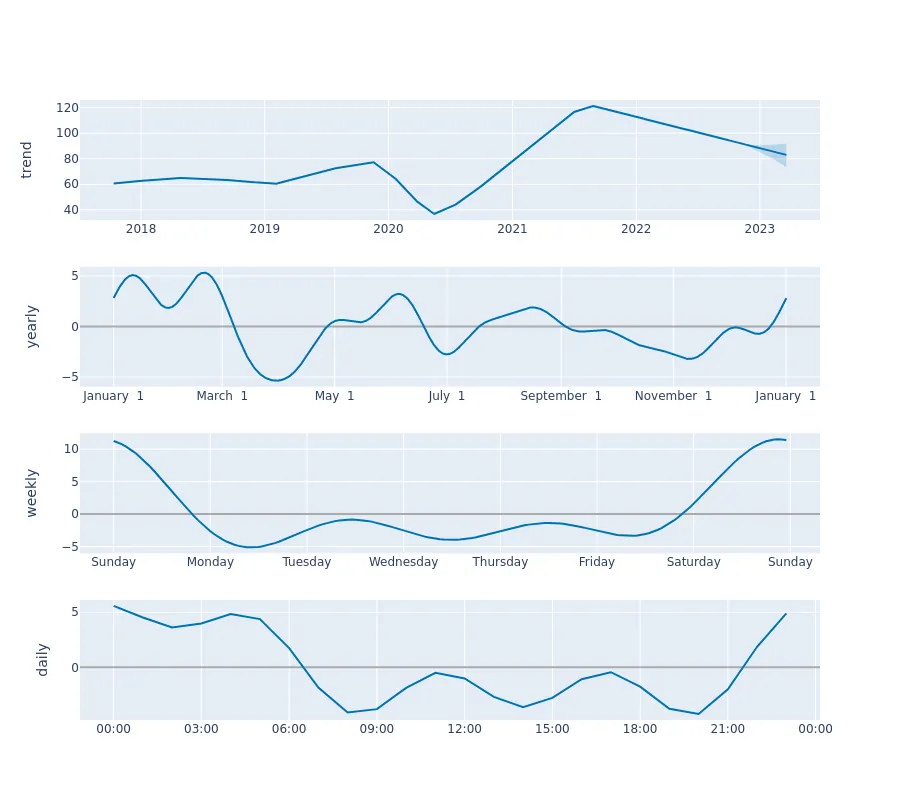 trend
120
100
80
60
40
2018 2019 2020 2021 2022 2023
yearly
5
0
−5
January 1 March 1 May 1 July 1 September 1 November 1 January 1
weekly
10
5
0
−5
Sunday Monday Tuesday Wednesday Thursday Friday Saturday Sunday
daily
5
0
00:00 03:00 06:00 09:00 12:00 15:00 18:00 21:00 00:00